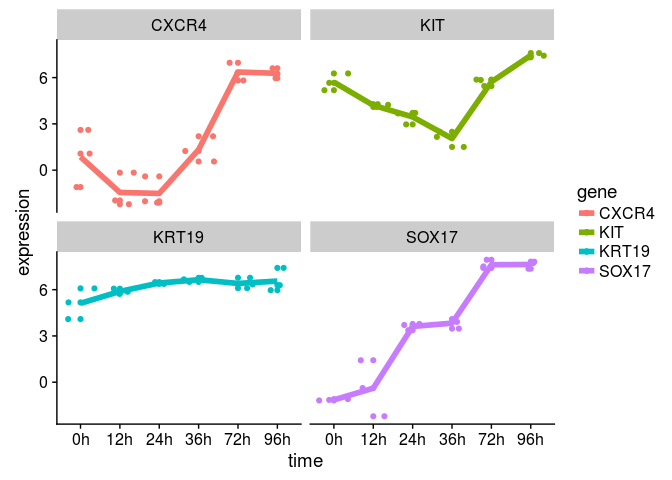 CXCR4 KIT
6
3
0
KRT19 SOX17
6
3
0
0h 12h 24h 36h 72h 96h 0h 12h 24h 36h 72h 96h
time
expression
gene
CXCR4
KIT
KRT19
SOX17